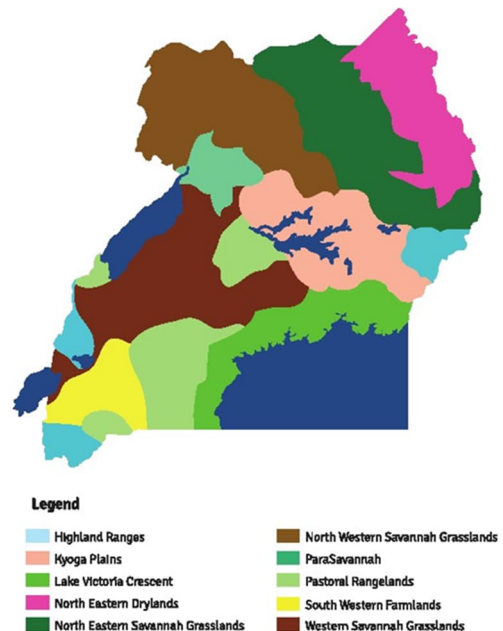 Legend
Highland Ranges
Kyoga Plains
Lake Victoria Crescent
North Eastern Drylands
North Eastern Savannah Grasslands
North Western Savannah Grasslands
ParaSavannah
Pastoral Rangelands
South Western Farmlands
Western Savannah Grasslands